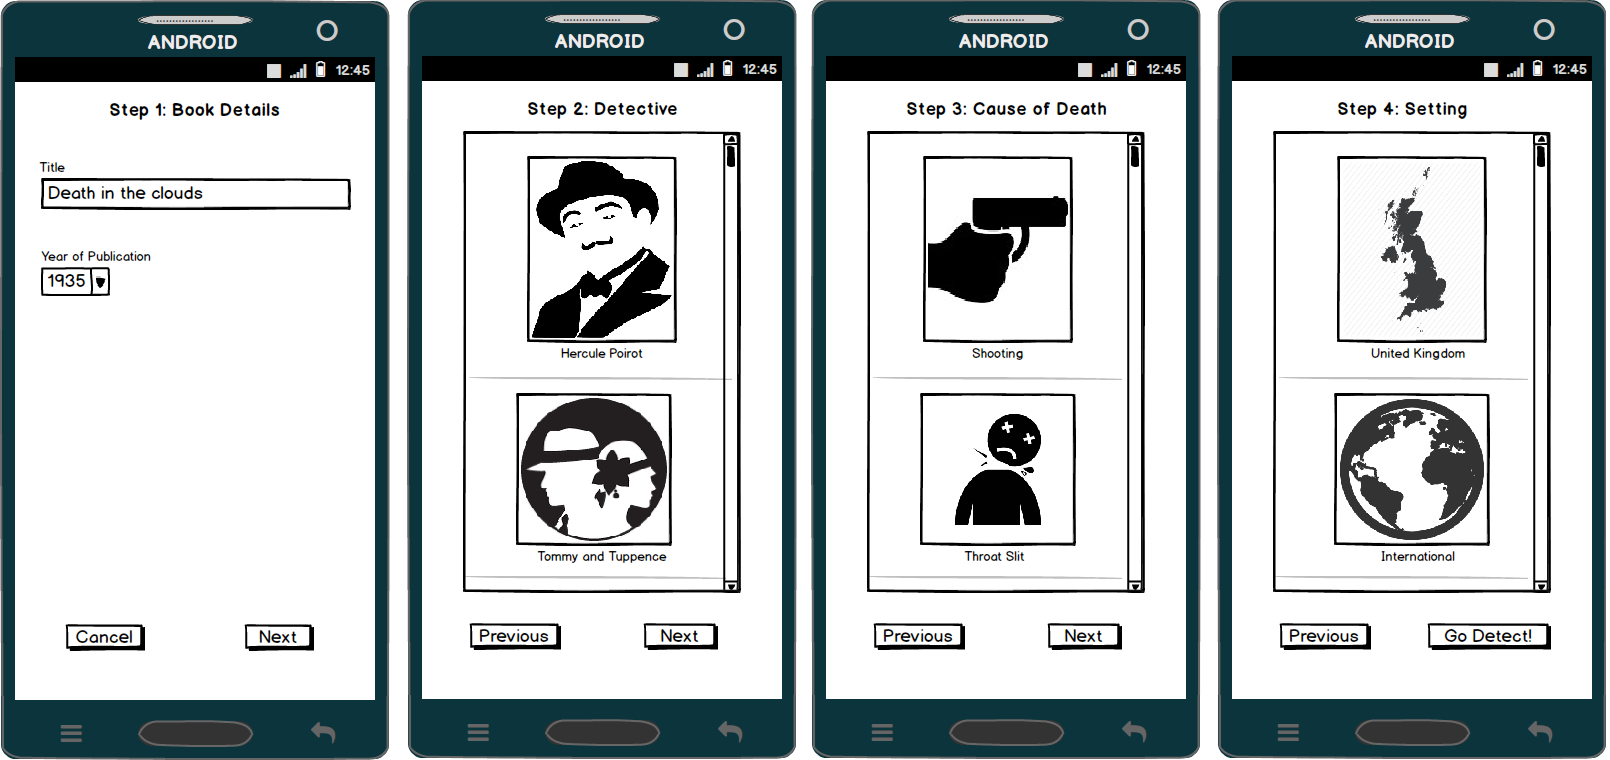 ANDROID
12:45
Step 1: Book Details
Title
Death in the clouds
Year of Publication
1935
Cancel
Next
ANDROID
12:45
Step 2: Detective
Hercule Poirot
Tommy and Tuppence
Previous
Next
ANDROID
12:45
Step 3: Cause of Death
Shooting
Throat Slit
Previous
Next
ANDROID
12:45
Step 4: Setting
United Kingdom
International
Previous
Go Detect!